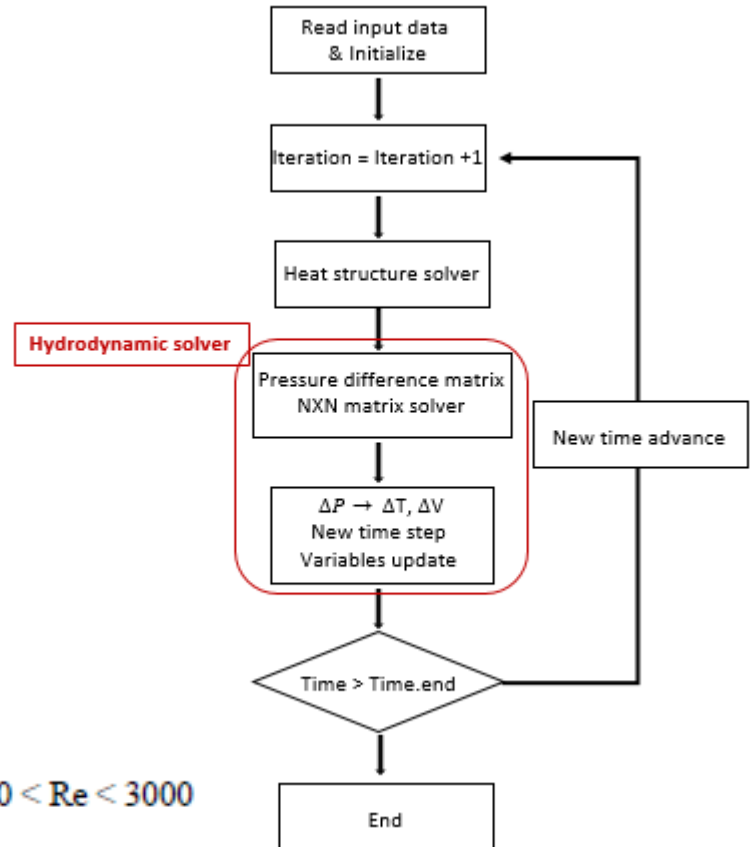 Read input data
& Initialize
Iteration = Iteration +1
Heat structure solver
Hydrodynamic solver
Pressure difference matrix
NXN matrix solver
New time advance
ΔP → ΔT, ΔV
New time step
Variables update
Time > Time.end
0 < Re < 3000
End